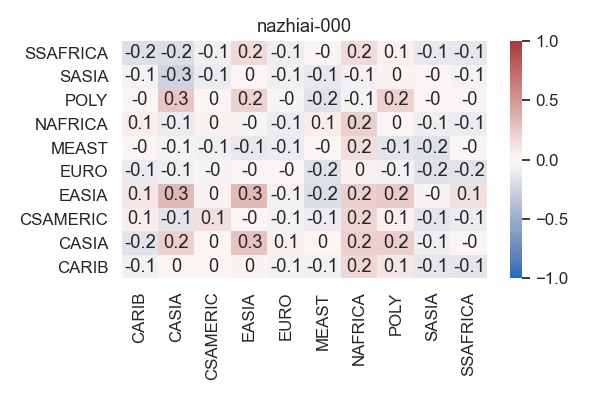 nazhiai-000
SSAFRICA -0.2 -0.2 -0.1 0.2 -0.1 -0 0.2 0.1 -0.1 -0.1
SASIA -0.1 -0.3 -0.1 0 -0.1 -0.1 -0.1 0 -0 -0.1
POLY -0 0.3 0 0.2 -0 -0.2 -0.1 0.2 -0 -0
NAFRICA 0.1 -0.1 0 -0 -0.1 0.1 0.2 0 -0.1 -0.1
MEAST -0 -0.1 -0.1 -0.1 -0.1 -0 0.2 -0.1 -0.2 -0
EURO -0.1 -0.1 -0 -0 -0 -0.2 0 -0.1 -0.2 -0.2
EASIA 0.1 0.3 0 0.3 -0.1 -0.2 0.2 0.2 -0 0.1
CSAMERIC 0.1 -0.1 0.1 -0 -0.1 -0.1 0.2 0.1 -0.1 -0.1
CASIA -0.2 0.2 0 0.3 0.1 0 0.2 0.2 -0.1 -0
CARIB -0.1 0 0 0 -0.1 -0.1 0.2 0.1 -0.1 -0.1
CARIB CASIA CSAMERIC EASIA EURO MEAST NAFRICA POLY SASIA SSAFRICA
1.0
0.5
0.0
−0.5
−1.0